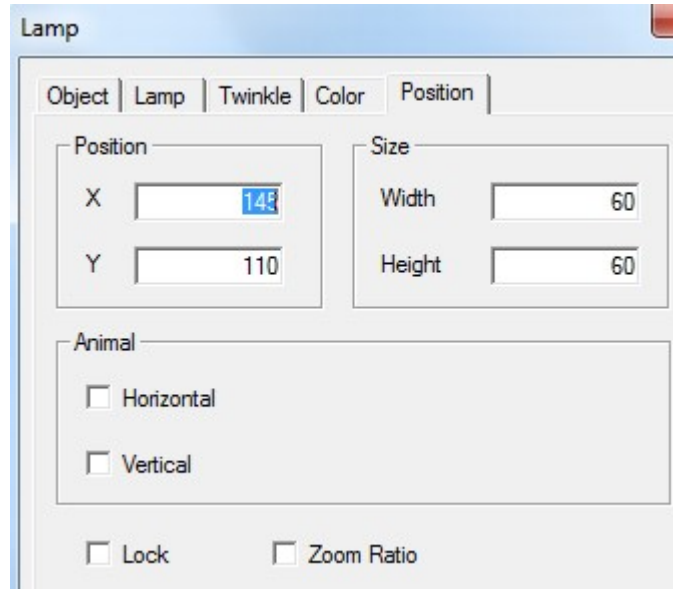 Lamp
Object Lamp Twinkle Color Position
Position Size
X 145 Width 60
Y 110 Height 60
Animal
Horizontal
Vertical
Lock Zoom Ratio